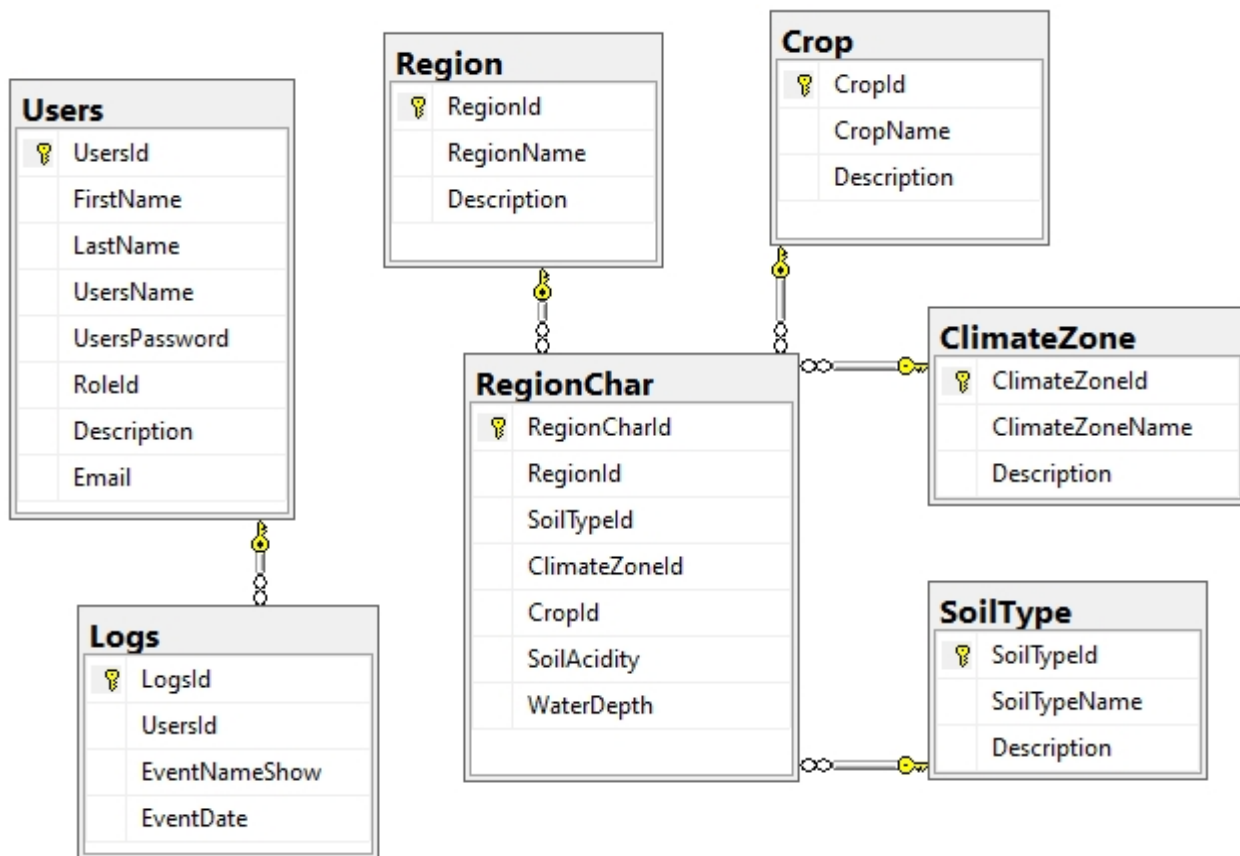 Users
UsersId
FirstName
LastName
UsersName
UsersPassword
RoleId
Description
Email
Region
RegionId
RegionName
Description
Crop
CropId
CropName
Description
RegionChar
RegionCharId
RegionId
SoilTypeId
ClimateZoneId
CropId
SoilAcidity
WaterDepth
ClimateZone
ClimateZoneId
ClimateZoneName
Description
Logs
LogsId
UsersId
EventNameShow
EventDate
SoilType
SoilTypeId
SoilTypeName
Description